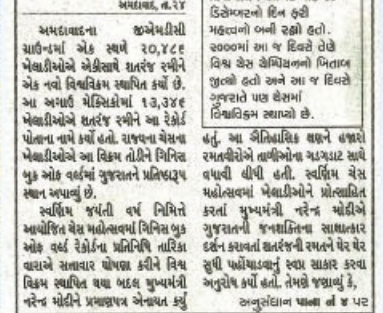 અમદાવાદ, તા.૨૪
અમદાવાદના જીએમડીસી
ગ્રાઉન્ડમાં એક સ્થળે ૨૦,૪૮૬
ખેલાડીઓએ એકીસાથે શતરંજ રમીને
એક નવો વિશ્વવિક્રમ સ્થાપિત કર્યો છે.
આ અગાઉ મેક્સિકોમાં ૧૩,૩૪૬
ખેલાડીઓએ શતરંજ રમીને આ રેકોર્ડ
પોતાના નામે કર્યો હતો. રાજ્યના ચેસના
ખેલાડીઓએ આ વિક્રમ તોડીને ગિનિસ
બુક ઓફ વર્લ્ડમાં ગુજરાતને પ્રતિષ્ઠારૂપ
સ્થાન અપાવ્યું છે.
સ્વર્ણિમ જયંતી વર્ષ નિમિત્તે
આયોજિત ચેસ મહોત્સવમાં ગિનિસ બુક
ઓફ વર્લ્ડ રેકોર્ડના પ્રતિનિધિ તારિકા
વારાએ સત્તાવાર ઘોષણા કરીને વિશ્વ
વિક્રમ સ્થાપિત થવા બદલ મુખ્યમંત્રી
નરેન્દ્ર મોદીને પ્રમાણપત્ર એનાયત કર્યું
ડિસેમ્બરનો દિન ફરી
મહત્વનો બની રહ્યો હતો.
૨૦૦૦માં આ જ દિવસે તેણે
વિશ્વ ચેસ ચેમ્પિયનનો ખિતાબ
જીત્યો હતો અને આ જ દિવસે
ગુજરાતે પણ ચેસમાં
વિશ્વવિક્રમ સ્થાપ્યો છે.
હતું. આ ઐતિહાસિક ક્ષણને હજારો
રમતવીરોએ તાળીઓના ગડગડાટ સાથે
વધાવી લીધી હતી. સ્વર્ણિમ ચેસ
મહોત્સવમાં ખેલાડીઓને પ્રોત્સાહિત
કરતાં મુખ્યમંત્રી નરેન્દ્ર મોદીએ
ગુજરાતની જનશક્તિના સાક્ષાત્કાર
દર્શન કરાવતાં શતરંજની રમતને ઘેર ઘેર
સુધી પહોંચાડવાનું સ્વપ્ન સાકાર કરવા
અનુરોધ કર્યો હતો. તેમણે જણાવ્યું કે,
અનુસંધાન પાના નં ૪ પર